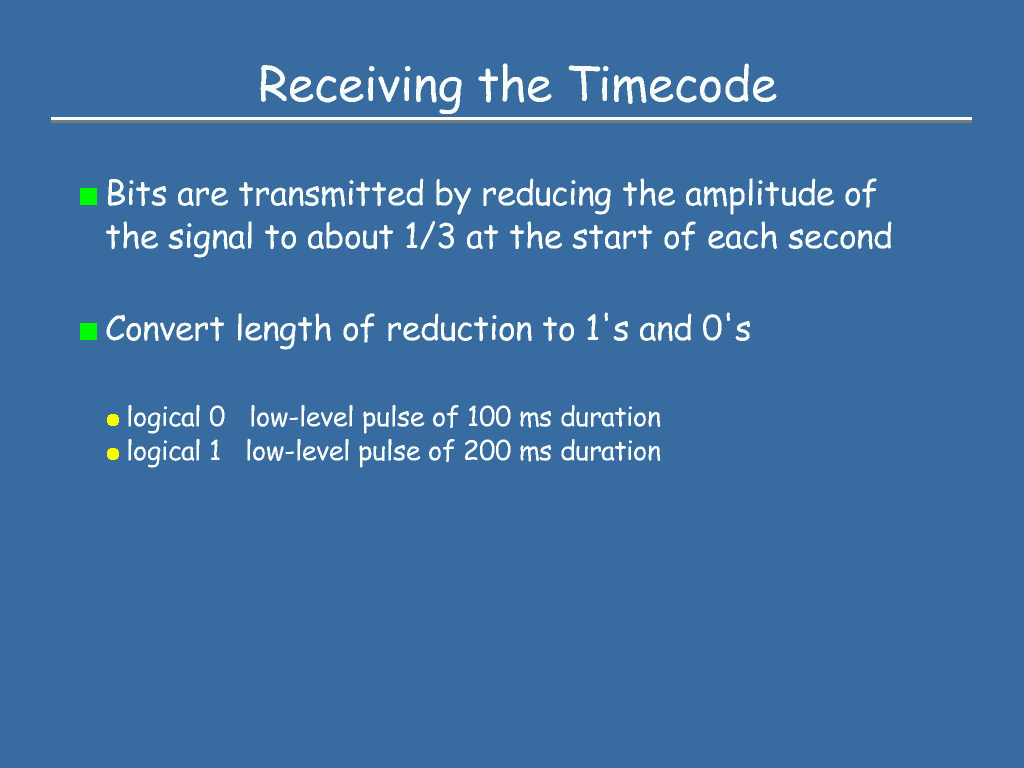 Receiving the Timecode
Bits are transmitted by reducing the amplitude of
the signal to about 1/3 at the start of each second
Convert length of reduction to 1's and 0's
logical 0 low-level pulse of 100 ms duration
logical 1 low-level pulse of 200 ms duration